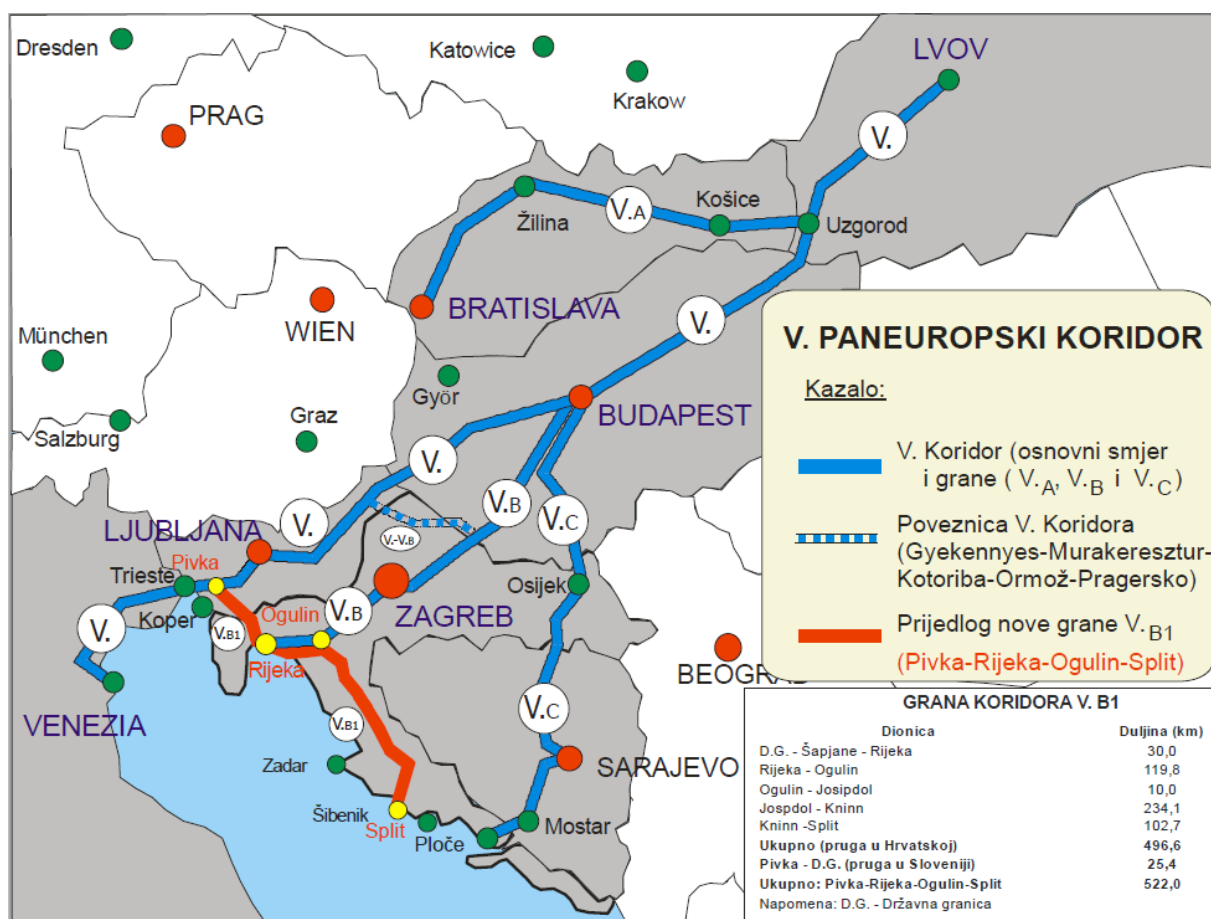 Dresden
Katowice
LVOV
Krakow
PRAG
V.
Košice
V.A
Žilina
Uzgorod
BRATISLAVA
WIEN
V.
München
Györ
V. PANEUROPSKI KORIDOR
Kazalo:
BUDAPEST
Graz
Salzburg
V.
V. Koridor (osnovni smjer
i grane ( V.A, V.B i V.C)
V.B
V.
V.C
LJUBLJANA
V.-V.B
Poveznica V. Koridora
(Gyekennyes-Murakeresztur-
Kotoriba-Ormož-Pragersko)
Pivka
Trieste
Osijek
Koper
Ogulin
V.B
ZAGREB
V.
V.B1
Prijedlog nove grane V.B1
(Pivka-Rijeka-Ogulin-Split)
Rijeka
BEOGRAD
VENEZIA
V.B1
V.C
Zadar
SARAJEVO
Šibenik
Split
Ploče
Mostar
GRANA KORIDORA V. B1
Dionica Duljina (km)
D.G. - Šapjane - Rijeka 30,0
Rijeka - Ogulin 119,8
Ogulin - Josipdol 10,0
Jospdol - Kninn 234,1
Kninn -Split 102,7
Ukupno (pruga u Hrvatskoj) 496,6
Pivka - D.G. (pruga u Sloveniji) 25,4
Ukupno: Pivka-Rijeka-Ogulin-Split 522,0
Napomena: D.G. - Državna granica